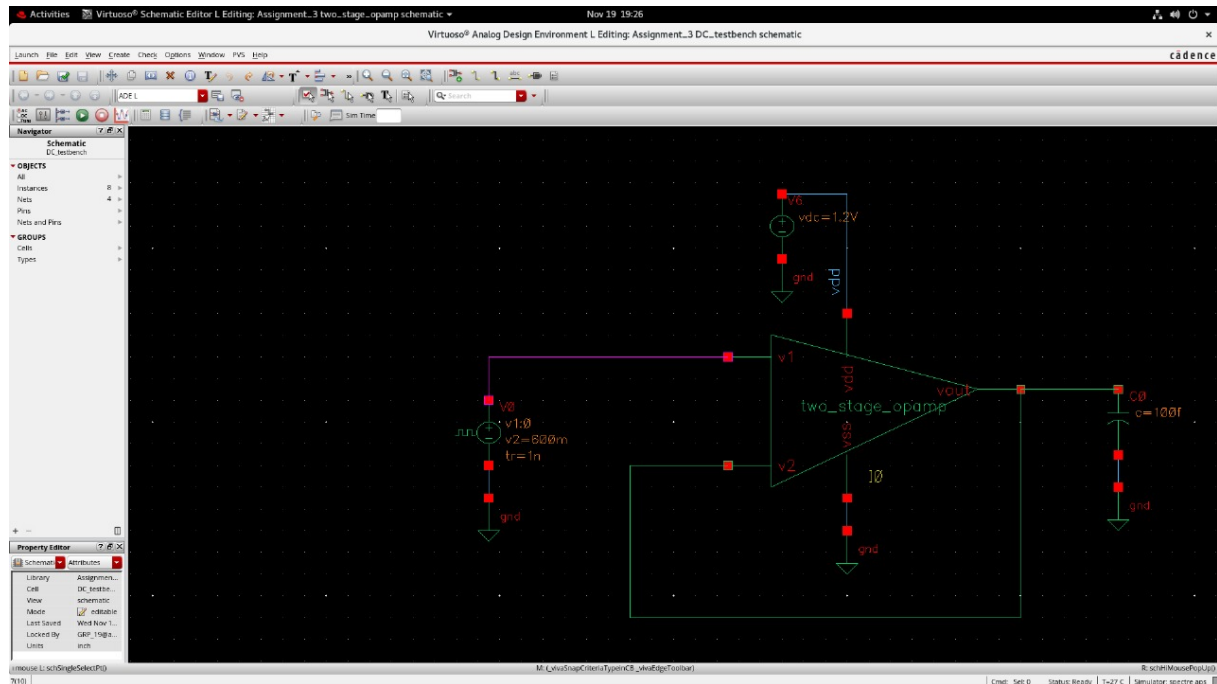 Activities Virtuoso® Schematic Editor L Editing: Assignment_3 two_stage_opamp schematic Nov 19 19:26
Virtuoso® Analog Design Environment L Editing: Assignment_3 DC_testbench schematic ×
Launch File Edit View Create Check Options Window PVS Help cādence
ADE L Search
Sim Time
Navigator
Schematic
DC_testbench
OBJECTS
All
Instances 8
Nets 4
Pins
Nets and Pins
GROUPS
Cells
Types
V6
vdc=1.2V
gnd
vdd
v1
vdd
vout
two_stage_opamp
vss
v2
I0
gnd
V0
v1:0
v2=600m
tr=1n
gnd
C0
c=100f
gnd
Property Editor
Schemati Attributes
Library Assignmen...
Cell DC_testbe...
View schematic
Mode editable
Last Saved Wed Nov 1...
Locked By GRP_19@a...
Units inch
mouse L: schSingleSelectPt() M: (_vivaSnapCriteriaTypeinCB _vivaEdgeToolbar) R: schHiMousePopUp()
7(10) Cmd: Sel: 0 Status: Ready T=27 C Simulator: spectre aps